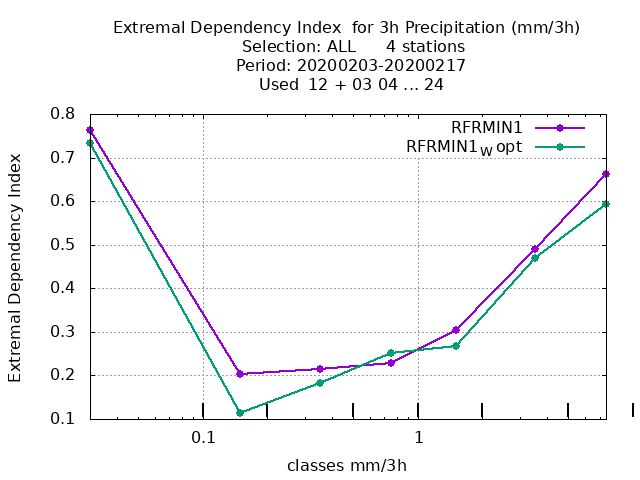 Extremal Dependency Index for 3h Precipitation (mm/3h)
Selection: ALL 4 stations
Period: 20200203-20200217
Used 12 + 03 04 ... 24
RFRMIN1
RFRMIN1W opt
Extremal Dependency Index
0.8
0.7
0.6
0.5
0.4
0.3
0.2
0.1
0.1 1
classes mm/3h